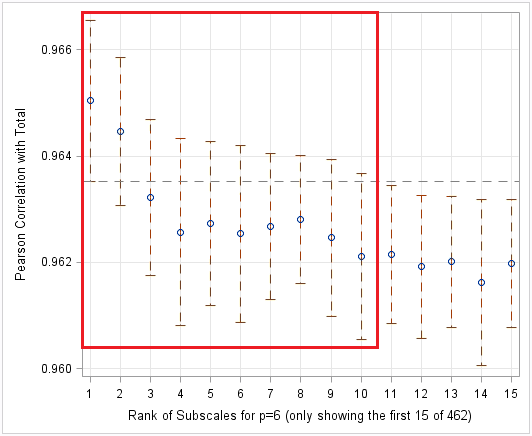 0.966
0.964
0.962
0.960
Pearson Correlation with Total
1 2 3 4 5 6 7 8 9 10 11 12 13 14 15
Rank of Subscales for p=6 (only showing the first 15 of 462)